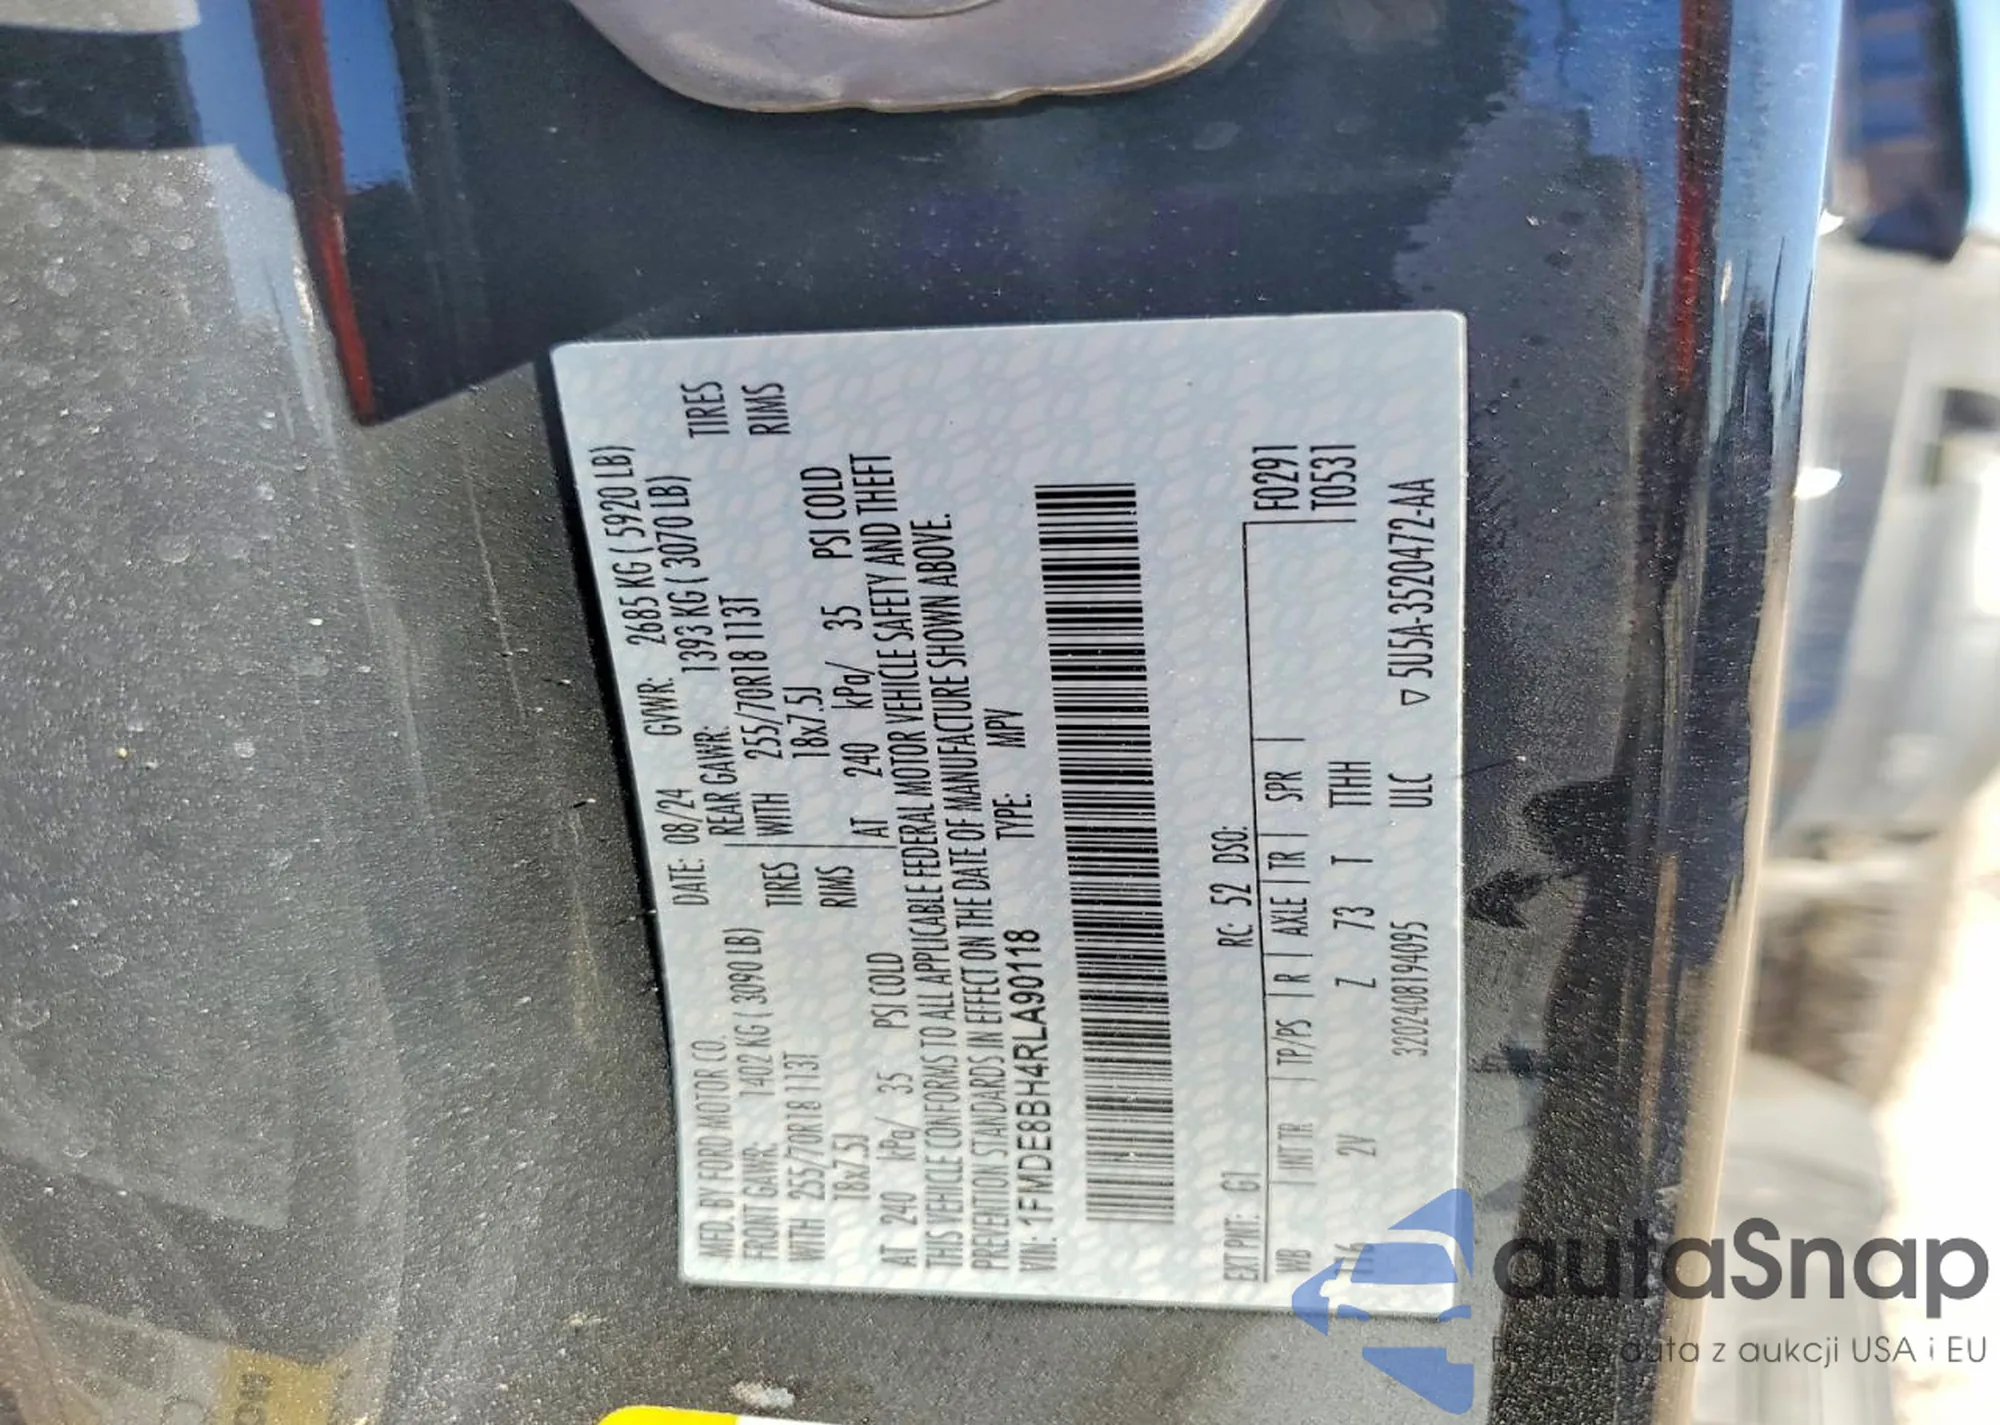 MFD. BY FORD MOTOR CO. DATE: 08/24 GVWR: 2685 KG ( 5920 LB)
FRONT GAWR: 1402 KG ( 3090 LB) REAR GAWR: 1393 KG ( 3070 LB)
WITH 255/70R18 113T TIRES WITH 255/70R18 113T TIRES
18x7.5J RIMS 18x7.5J RIMS
AT 240 kPa/ 35 PSI COLD AT 240 kPa/ 35 PSI COLD
THIS VEHICLE CONFORMS TO ALL APPLICABLE FEDERAL MOTOR VEHICLE SAFETY AND THEFT
PREVENTION STANDARDS IN EFFECT ON THE DATE OF MANUFACTURE SHOWN ABOVE.
VIN: 1FMDE8BH4RLA90118 TYPE: MPV
EXT PNT: G1 RC: 52 DSO: F0291
WB INT TR TP/PS R AXLE TR SPR T0531
116 2V Z 73 T TTHH
3202408194095 ULC ▽ 5U5A-3520472-AA
autaSnap
auta z aukcji USA i EU